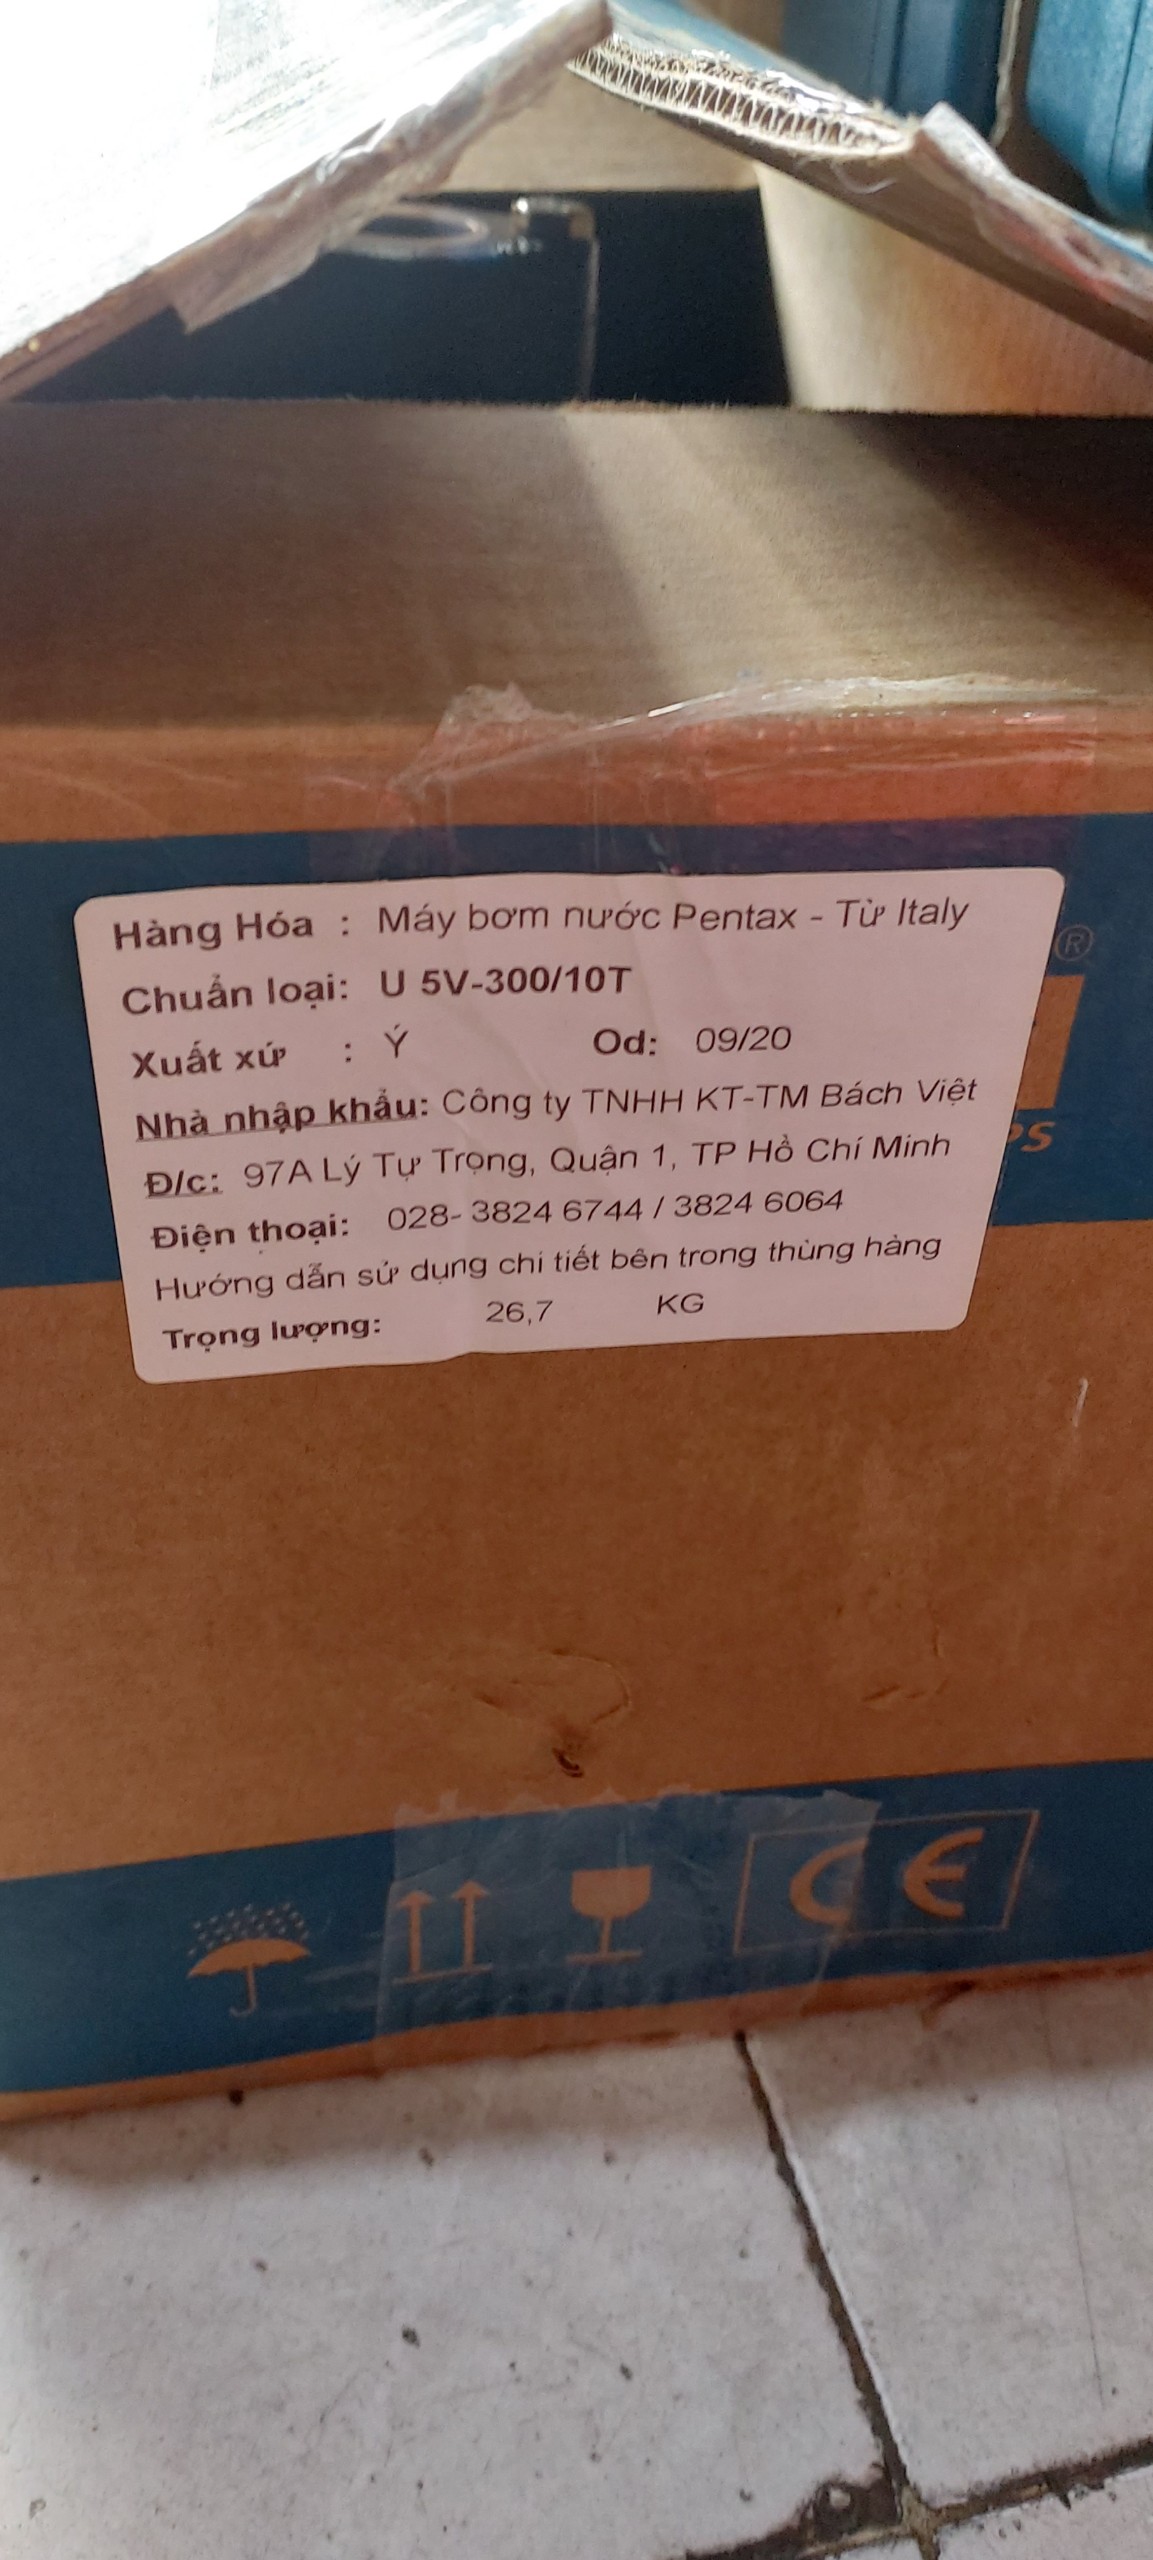 Hàng Hóa : Máy bơm nước Pentax - Từ Italy
Chuẩn loại: U 5V-300/10T
Xuất xứ : Ý Od: 09/20
Nhà nhập khẩu: Công ty TNHH KT-TM Bách Việt
Đ/c: 97A Lý Tự Trọng, Quận 1, TP Hồ Chí Minh
Điện thoại: 028- 3824 6744 / 3824 6064
Hướng dẫn sử dụng chi tiết bên trong thùng hàng
Trọng lượng: 26,7 KG
®
PS
CE